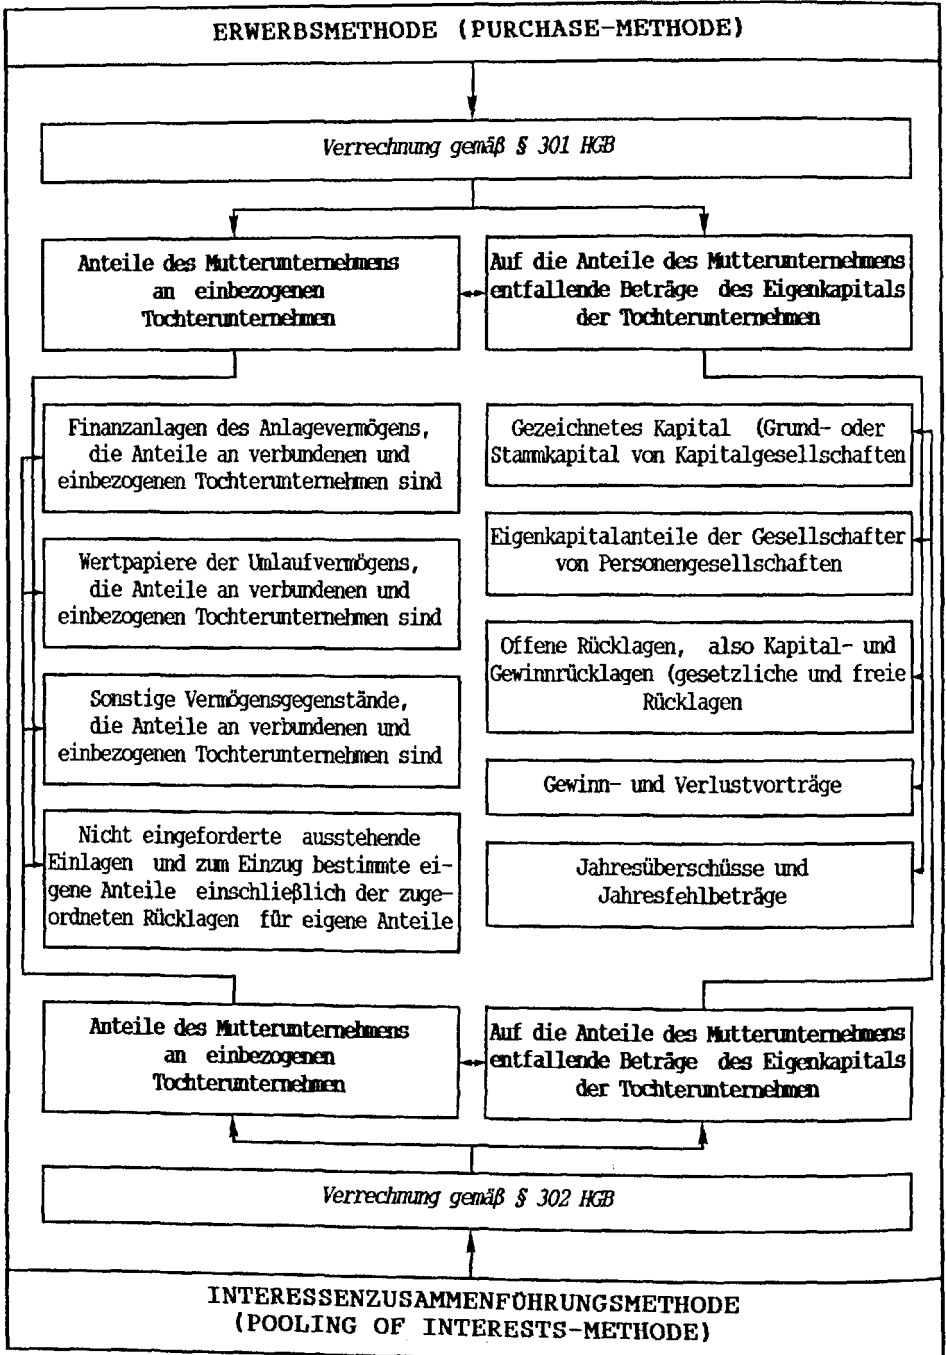 ERWERBSMETHODE (PURCHASE-METHODE)
Verrechnung gemäß § 301 HGB
Anteile des Mutterunternehmens
an einbezogenen
Tochterunternehmen
Auf die Anteile des Mutterunternehmens
entfallende Beträge des Eigenkapitals
der Tochterunternehmen
Finanzanlagen des Anlagevermögens,
die Anteile an verbundenen und
einbezogenen Tochterunternehmen sind
Wertpapiere der Umlaufvermögens,
die Anteile an verbundenen und
einbezogenen Tochterunternehmen sind
Sonstige Vermögensgegenstände,
die Anteile an verbundenen und
einbezogenen Tochterunternehmen sind
Nicht eingeforderte ausstehende
Einlagen und zum Einzug bestimmte ei-
gene Anteile einschließlich der zuge-
ordneten Rücklagen für eigene Anteile
Gezeichnetes Kapital (Grund- oder
Stammkapital von Kapitalgesellschaften
Eigenkapitalanteile der Gesellschafter
von Personengesellschaften
Offene Rücklagen, also Kapital- und
Gewinnrücklagen (gesetzliche und freie
Rücklagen
Gewinn- und Verlustvorträge
Jahresüberschüsse und
Jahresfehlbeträge
Anteile des Mutterunternehmens
an einbezogenen
Tochterunternehmen
Auf die Anteile des Mutterunternehmens
entfallende Beträge des Eigenkapitals
der Tochterunternehmen
Verrechnung gemäß § 302 HGB
INTERESSENZUSAMMENFÜHRUNGSMETHODE
(POOLING OF INTERESTS-METHODE)